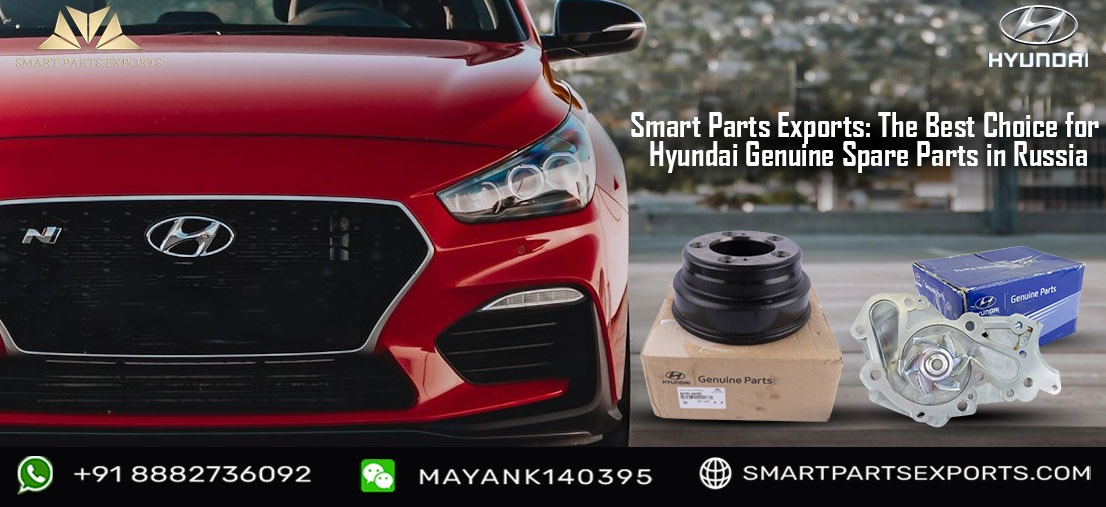 SMART PARTS EXPORTS
HYUNDAI
Smart Parts Exports: The Best Choice for
Hyundai Genuine Spare Parts in Russia
N
HYUNDAI
Genuine Parts
HYUNDAI
Genuine Parts
+91 8882736092
MAYANK140395
SMARTPARTSEXPORTS.COM